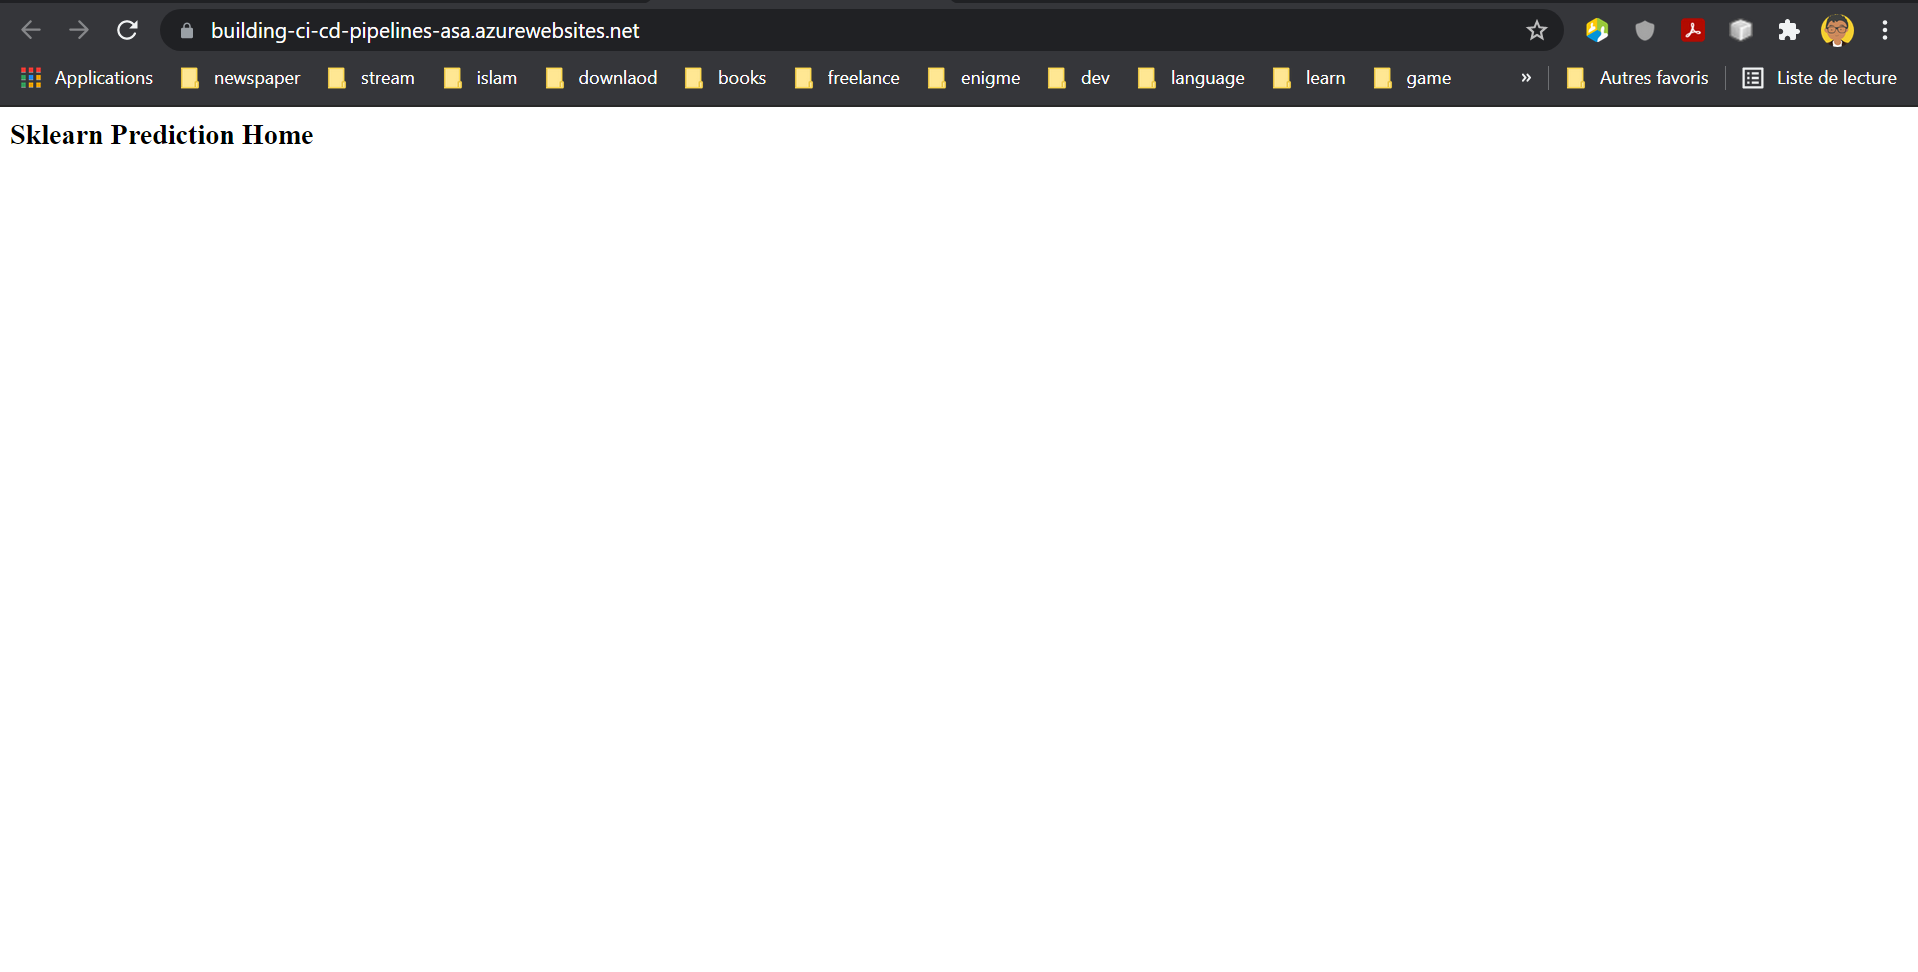 building-ci-cd-pipelines-asa.azurewebsites.net
Applications newspaper stream islam downlaod books freelance enigme dev language learn game » Autres favoris Liste de lecture
Sklearn Prediction Home